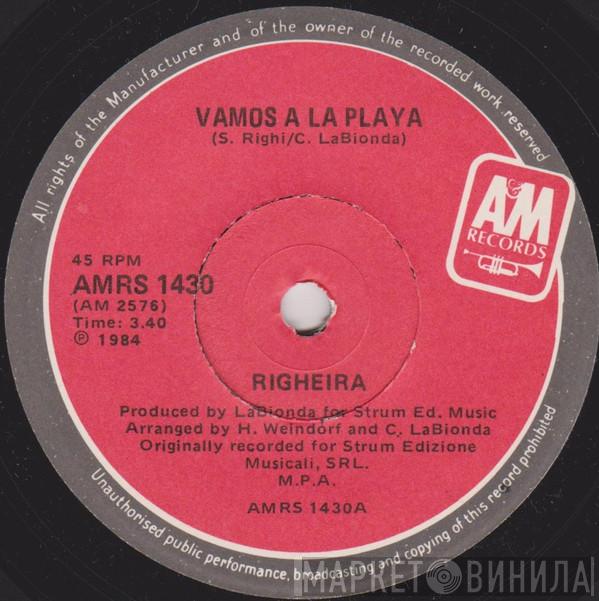 All rights of the Manufacturer and of the owner of the recorded work reserved
VAMOS A LA PLAYA
(S. Righi/C. LaBionda)
A&M
RECORDS
45 RPM
AMRS 1430
(AM 2576)
Time: 3.40
Ⓟ 1984
RIGHEIRA
Produced by LaBionda for Strum Ed. Music
Arranged by H. Weindorf and C. LaBionda
Originally recorded for Strum Edizione
Musicali, SRL.
M.P.A.
AMRS 1430A
Unauthorised public performance, broadcasting and copying of this record prohibited
МАРКЕТ ВИНИЛА